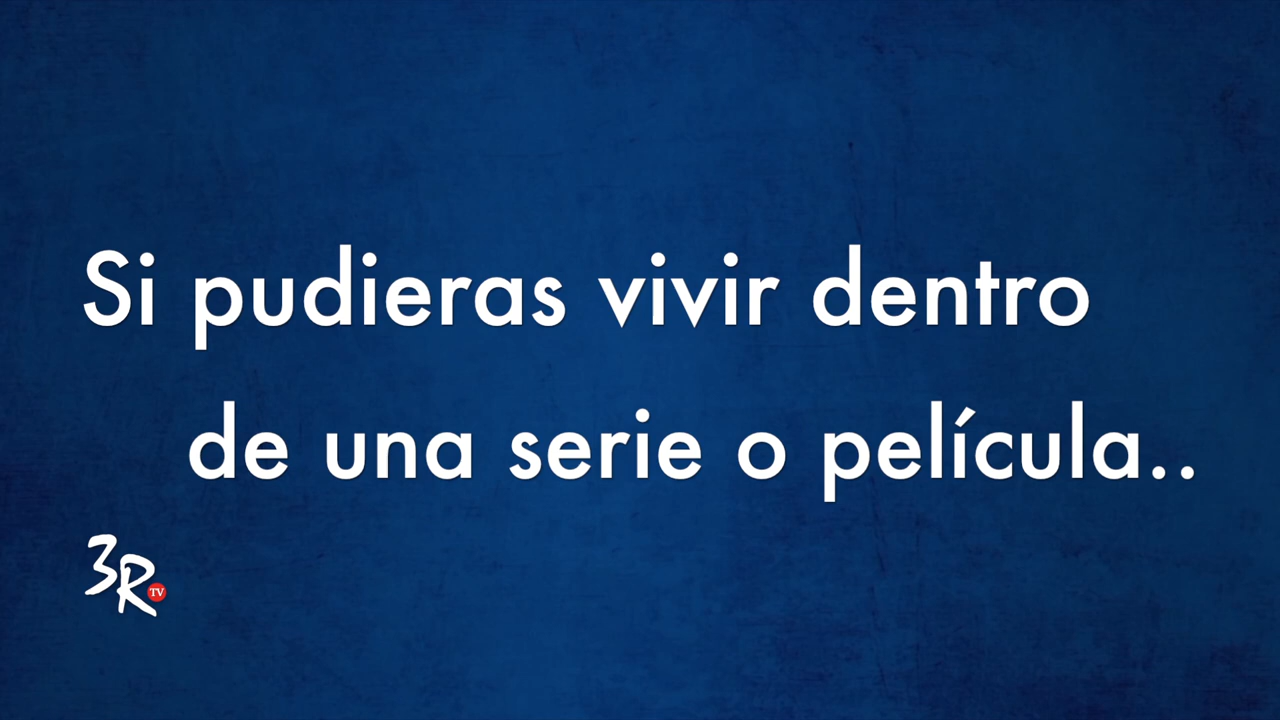 Si pudieras vivir dentro
de una serie o película..
3R TV